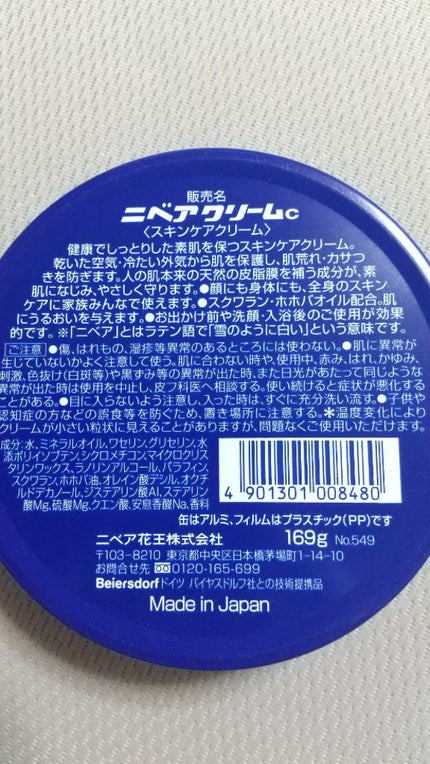 販売名
ニベアクリームc
〈スキンケアクリーム〉
健康でしっとりした素肌を保つスキンケアクリーム。
乾いた空気・冷たい外気から肌を保護し、肌荒れ・カサつ
きを防ぎます。人の肌本来の天然の皮脂膜を補う成分が、素
肌になじみ、やさしく守ります。●顔にも身体にも、全身のスキン
ケアに家族みんなで使えます。●スクワラン・ホホバオイル配合。肌
にうるおいを与えます。●お出かけ前や洗顔・入浴後のご使用が効果
的です。※「ニベア」とはラテン語で「雪のように白い」という意味です。
ご注意 ●傷、はれもの、湿疹等異常のあるところには使わない。●肌に異常が
生じていないかよく注意して使う。肌に合わない時や、使用中、赤み、はれ、かゆみ、
刺激、色抜け(白斑等)や黒ずみ等の異常が出た時、また日光があたって同じような
異常が出た時は使用を中止し、皮フ科医へ相談する。使い続けると症状が悪化する
ことがある。●目に入らないよう注意し、入った時は、すぐに充分洗い流す。●子供や
認知症の方などの誤食等を防ぐため、置き場所に注意する。＊温度変化により
クリームが小さい粒状に見えることがありますが、問題なくご使用いただけます。
成分:水、ミネラルオイル、ワセリン、グリセリン、水
添ポリイソブテン、シクロメチコン、マイクロクリス
タリンワックス、ラノリンアルコール、パラフィン、
スクワラン、ホホバ油、オレイン酸デシル、オクチ
ルドデカノール、ジステアリン酸Al、ステアリン
酸Mg、硫酸Mg、クエン酸、安息香酸Na、香料
4 901301 008480
缶はアルミ、フィルムはプラスチック(PP)です
ニベア花王株式会社 169g No.549
〒103-8210 東京都中央区日本橋茅場町1-14-10
お問合せ先 0120-165-699
Beiersdorf ドイツ バイヤスドルフ社との技術提携品
Made in Japan